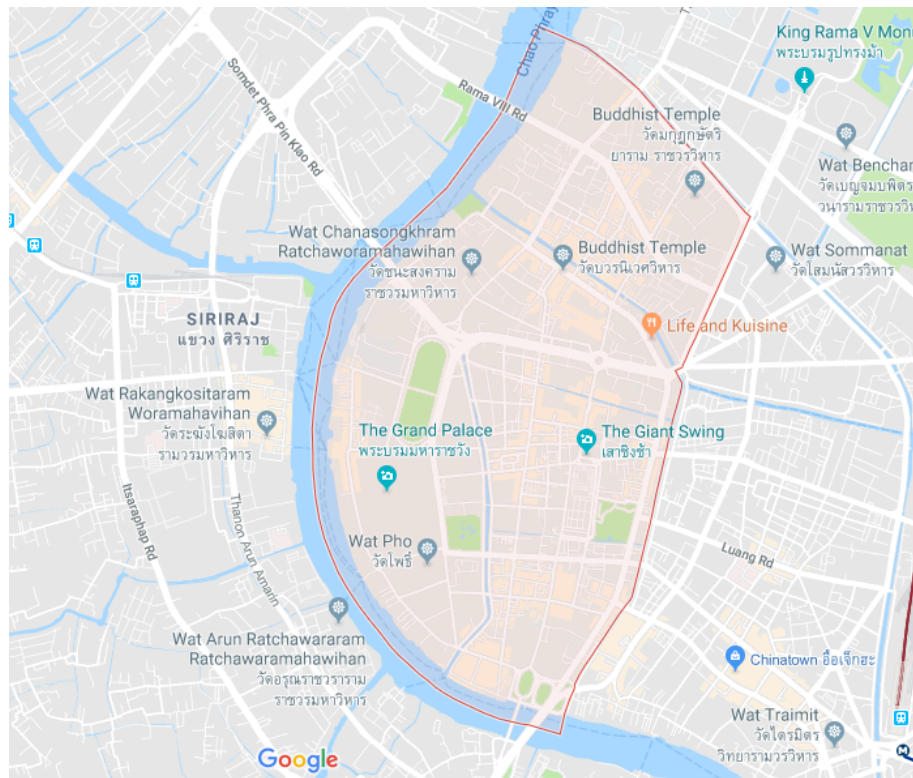 Chao Phray
King Rama V Monu
พระบรมรูปทรงม้า
Somdet Phra Pin Klao Rd
Rama VIII Rd
Buddhist Temple
วัดมกุฏกษัตริ
ยาราม ราชวรวิหาร
Wat Bencham
วัดเบญจมบพิตร
วนารามราชวรวิห
Wat Chanasongkhram
Ratchaworamahawihan
วัดชนะสงคราม
ราชวรมหาวิหาร
Buddhist Temple
วัดบวรนิเวศวิหาร
Wat Sommanat
วัดโสมนัสวรวิหาร
SIRIRAJ
แขวง ศิริราช
Life and Kuisine
Wat Rakangkositaram
Woramahavihan
วัดระฆังโฆสิตา
รามวรมหาวิหาร
The Grand Palace
พระบรมมหาราชวัง
The Giant Swing
เสาชิงช้า
Itsaraphap Rd
Thanon Arun Amarin
Wat Pho
วัดโพธิ์
Luang Rd
Wat Arun Ratchawararam
Ratchawaramahawihan
วัดอรุณราชวราราม
ราชวรมหาวิหาร
Chinatown อื้อเจ็กฮะ
Wat Traimit
วัดไตรมิตร
วิทยารามวรวิหาร
Google
M